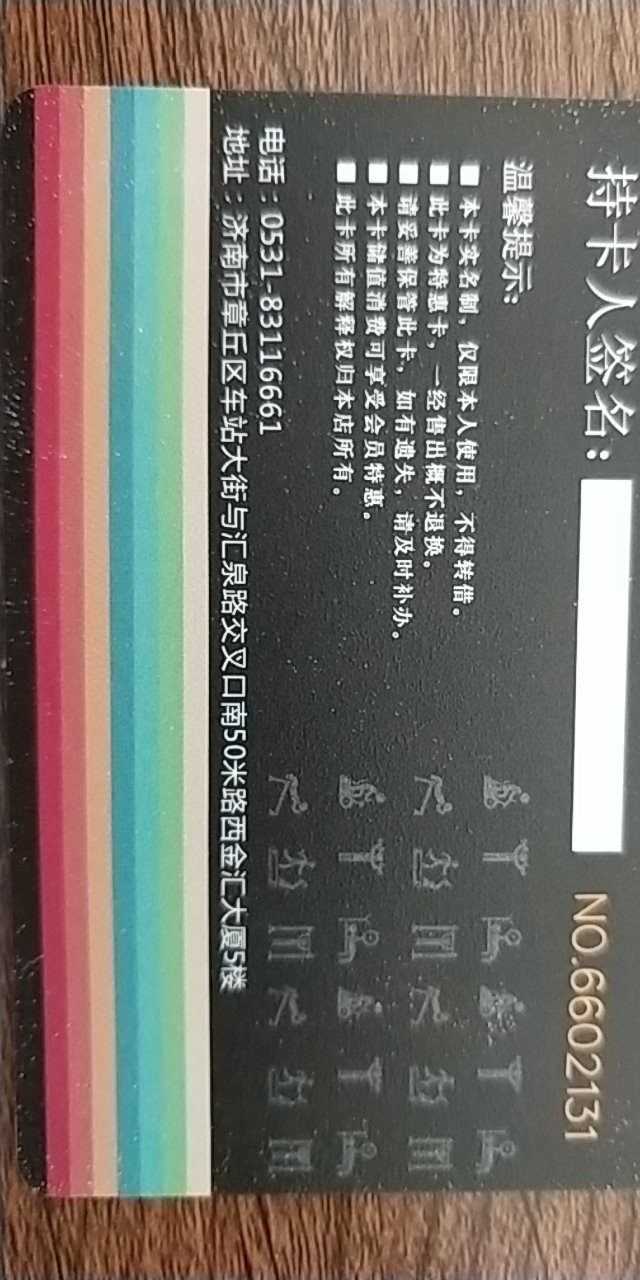 持卡人签名：
NO.6602131
温馨提示:
■ 本卡实名制，仅限本人使用，不得转借。
■ 此卡为特惠卡，一经售出概不退换。
■ 请妥善保管此卡，如有遗失，请及时补办。
■ 本卡储值消费可享受会员特惠。
■ 此卡所有解释权归本店所有。
电话：0531-83116661
地址：济南市章丘区车站大街与汇泉路交叉口南50米路西金汇大厦5楼